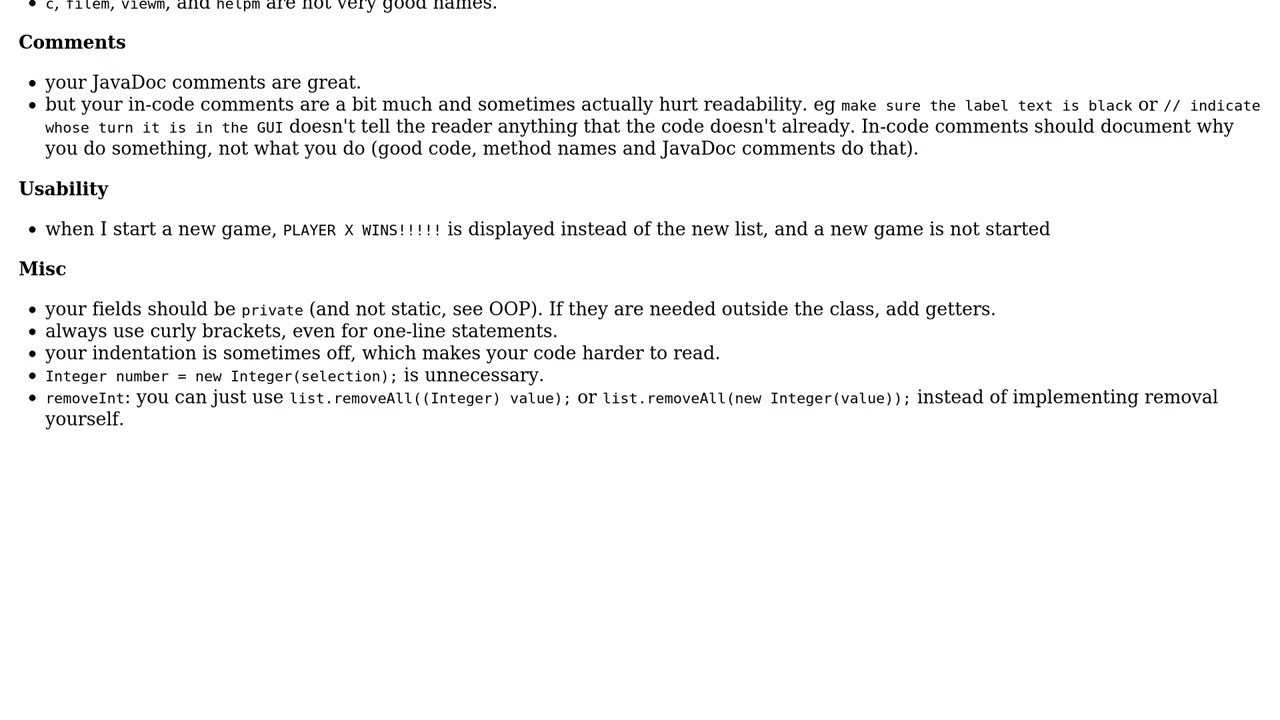 c, filem, viewm, and helpm are not very good names.
Comments
your JavaDoc comments are great.
but your in-code comments are a bit much and sometimes actually hurt readability. eg make sure the label text is black or // indicate
whose turn it is in the GUI doesn't tell the reader anything that the code doesn't already. In-code comments should document why
you do something, not what you do (good code, method names and JavaDoc comments do that).
Usability
when I start a new game, PLAYER X WINS!!!!! is displayed instead of the new list, and a new game is not started
Misc
your fields should be private (and not static, see OOP). If they are needed outside the class, add getters.
always use curly brackets, even for one-line statements.
your indentation is sometimes off, which makes your code harder to read.
Integer number = new Integer(selection); is unnecessary.
removeInt: you can just use list.removeAll((Integer) value); or list.removeAll(new Integer(value)); instead of implementing removal
yourself.